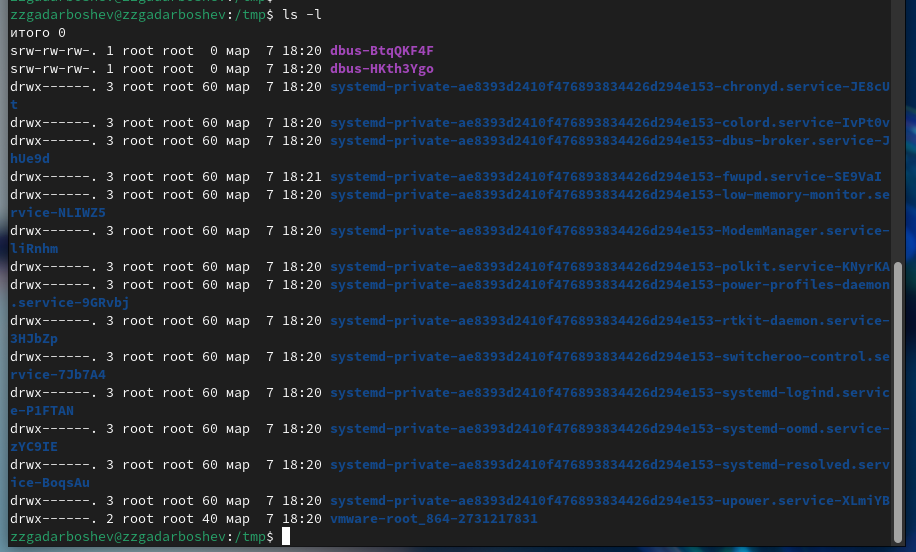 zzgadarboshev@zzgadarboshev:/tmp$ ls -l
итого 0
srw-rw-rw-. 1 root root  0 мар  7 18:20 dbus-BtqQKF4F
srw-rw-rw-. 1 root root  0 мар  7 18:20 dbus-HKth3Ygo
drwx------. 3 root root 60 мар  7 18:20 systemd-private-ae8393d2410f476893834426d294e153-chronyd.service-JE8cU
t
drwx------. 3 root root 60 мар  7 18:20 systemd-private-ae8393d2410f476893834426d294e153-colord.service-IvPt0v
drwx------. 3 root root 60 мар  7 18:20 systemd-private-ae8393d2410f476893834426d294e153-dbus-broker.service-J
hUe9d
drwx------. 3 root root 60 мар  7 18:21 systemd-private-ae8393d2410f476893834426d294e153-fwupd.service-SE9VaI
drwx------. 3 root root 60 мар  7 18:20 systemd-private-ae8393d2410f476893834426d294e153-low-memory-monitor.se
rvice-NLIWZ5
drwx------. 3 root root 60 мар  7 18:20 systemd-private-ae8393d2410f476893834426d294e153-ModemManager.service-
liRnhm
drwx------. 3 root root 60 мар  7 18:20 systemd-private-ae8393d2410f476893834426d294e153-polkit.service-KNyrKA
drwx------. 3 root root 60 мар  7 18:20 systemd-private-ae8393d2410f476893834426d294e153-power-profiles-daemon
.service-9GRvbj
drwx------. 3 root root 60 мар  7 18:20 systemd-private-ae8393d2410f476893834426d294e153-rtkit-daemon.service-
3HJbZp
drwx------. 3 root root 60 мар  7 18:20 systemd-private-ae8393d2410f476893834426d294e153-switcheroo-control.se
rvice-7Jb7A4
drwx------. 3 root root 60 мар  7 18:20 systemd-private-ae8393d2410f476893834426d294e153-systemd-logind.servic
e-P1FTAN
drwx------. 3 root root 60 мар  7 18:20 systemd-private-ae8393d2410f476893834426d294e153-systemd-oomd.service-
zYC9IE
drwx------. 3 root root 60 мар  7 18:20 systemd-private-ae8393d2410f476893834426d294e153-systemd-resolved.serv
ice-BoqsAu
drwx------. 3 root root 60 мар  7 18:20 systemd-private-ae8393d2410f476893834426d294e153-upower.service-XLmiYB
drwx------. 2 root root 40 мар  7 18:20 vmware-root_864-2731217831
zzgadarboshev@zzgadarboshev:/tmp$